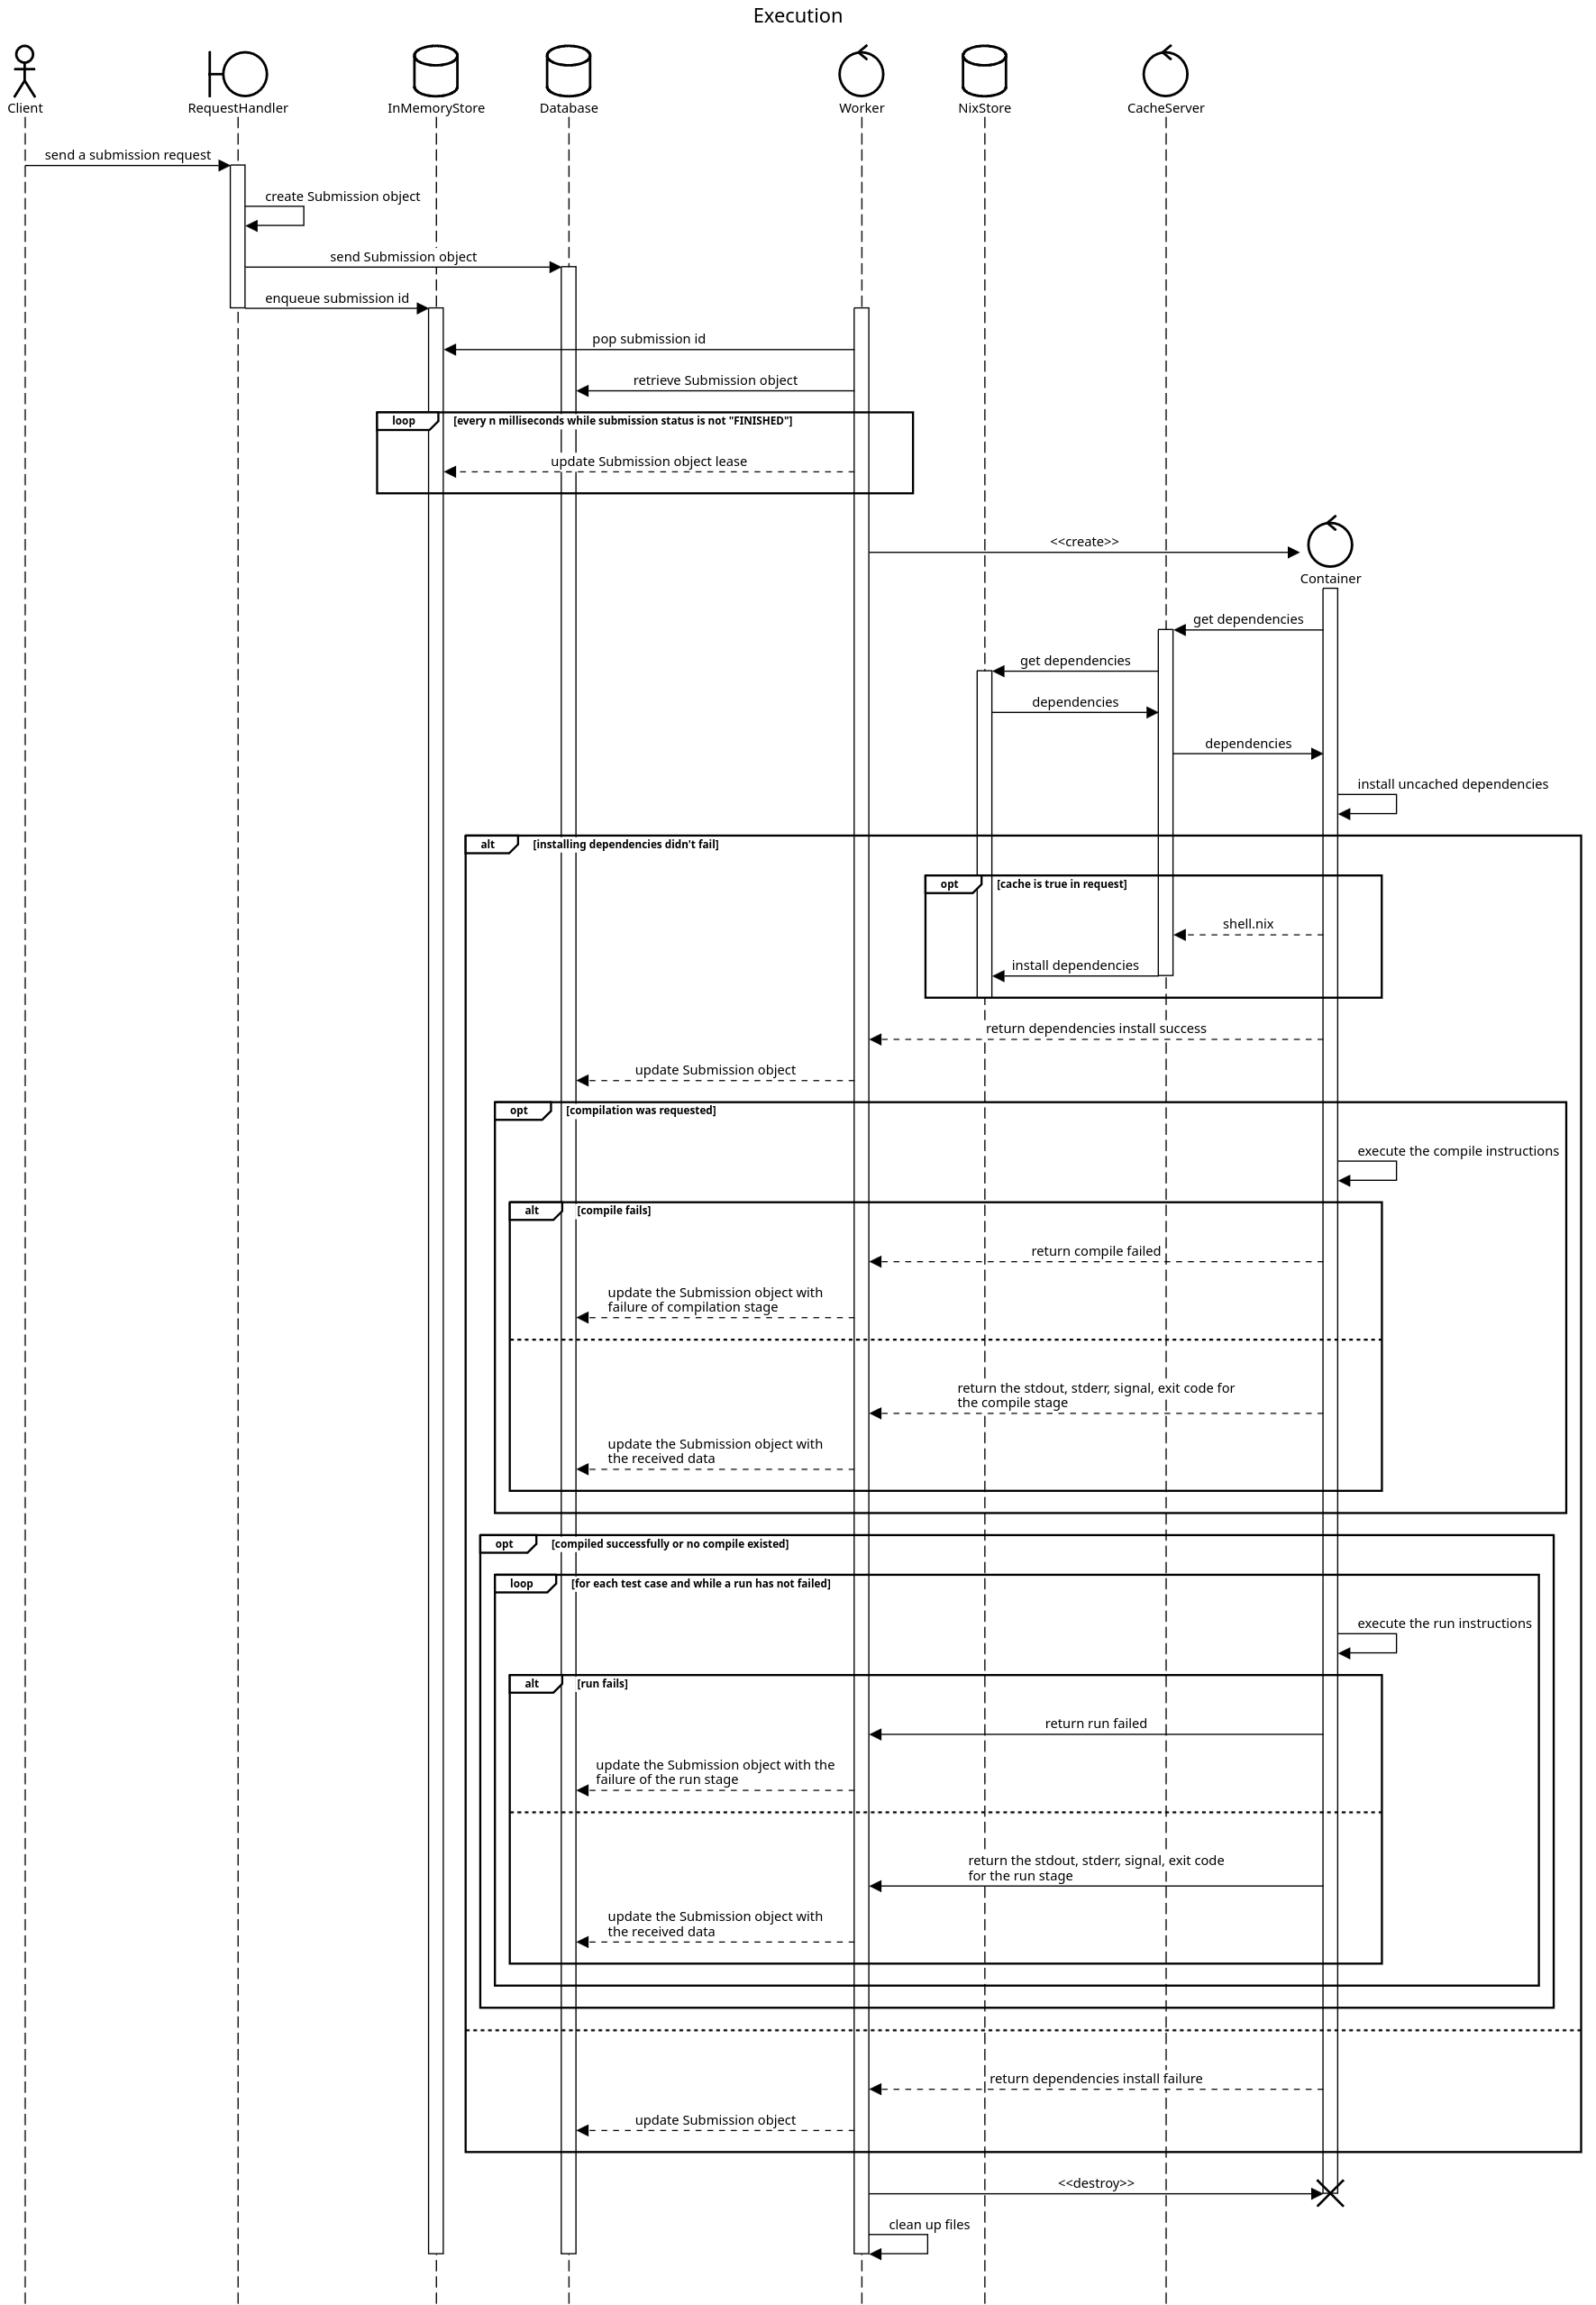 Execution
Client
RequestHandler
InMemoryStore
Database
Worker
NixStore
CacheServer
send a submission request
create Submission object
send Submission object
enqueue submission id
pop submission id
retrieve Submission object
loop
[every n milliseconds while submission status is not "FINISHED"]
update Submission object lease
<<create>>
Container
get dependencies
get dependencies
dependencies
dependencies
install uncached dependencies
alt
[installing dependencies didn't fail]
opt
[cache is true in request]
shell.nix
install dependencies
return dependencies install success
update Submission object
opt
[compilation was requested]
execute the compile instructions
alt
[compile fails]
return compile failed
update the Submission object with
failure of compilation stage
return the stdout, stderr, signal, exit code for
the compile stage
update the Submission object with
the received data
opt
[compiled successfully or no compile existed]
loop
[for each test case and while a run has not failed]
execute the run instructions
alt
[run fails]
return run failed
update the Submission object with the
failure of the run stage
return the stdout, stderr, signal, exit code
for the run stage
update the Submission object with
the received data
return dependencies install failure
update Submission object
<<destroy>>
clean up files